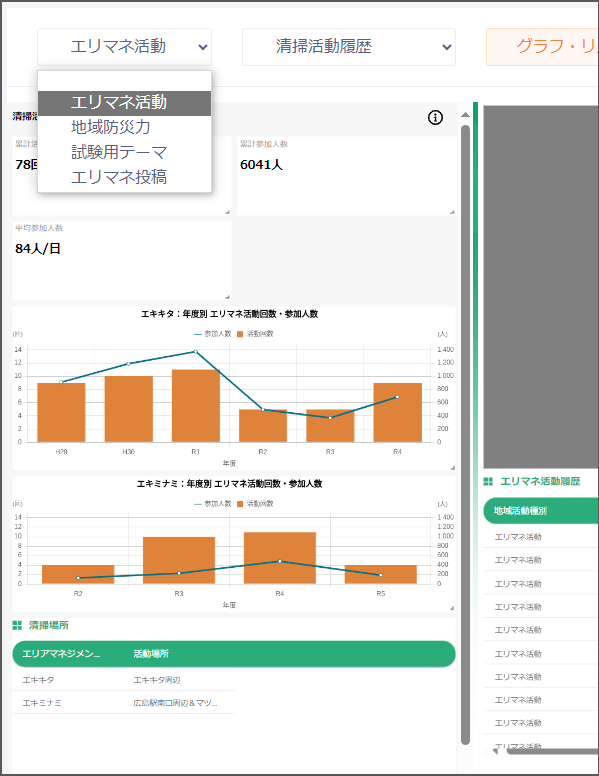 エリマネ活動
清掃活動履歴
グラフ・リ
エリマネ活動
地域防災力
試験用テーマ
エリマネ投稿
清掃
累計
78回
累計参加人数
6041人
平均参加人数
84人/日
エキキタ：年度別 エリマネ活動回数・参加人数
(回)
参加人数 活動回数
(人)
14
12
10
8
6
4
2
0
1,400
1,200
1,000
800
600
400
200
0
H29 H30 R1 R2 R3 R4
年度
エキミナミ：年度別 エリマネ活動回数・参加人数
(回)
参加人数 活動回数
(人)
14
12
10
8
6
4
2
0
1,400
1,200
1,000
800
600
400
200
0
R2 R3 R4 R5
年度
清掃場所
エリアマネジメン... 活動場所
エキキタ エキキタ周辺
エキミナミ 広島駅南口周辺＆マツ...
エリマネ活動履歴
地域活動種別
エリマネ活動
エリマネ活動
エリマネ活動
エリマネ活動
エリマネ活動
エリマネ活動
エリマネ活動
エリマネ活動
エリマネ活動
エリマネ活動